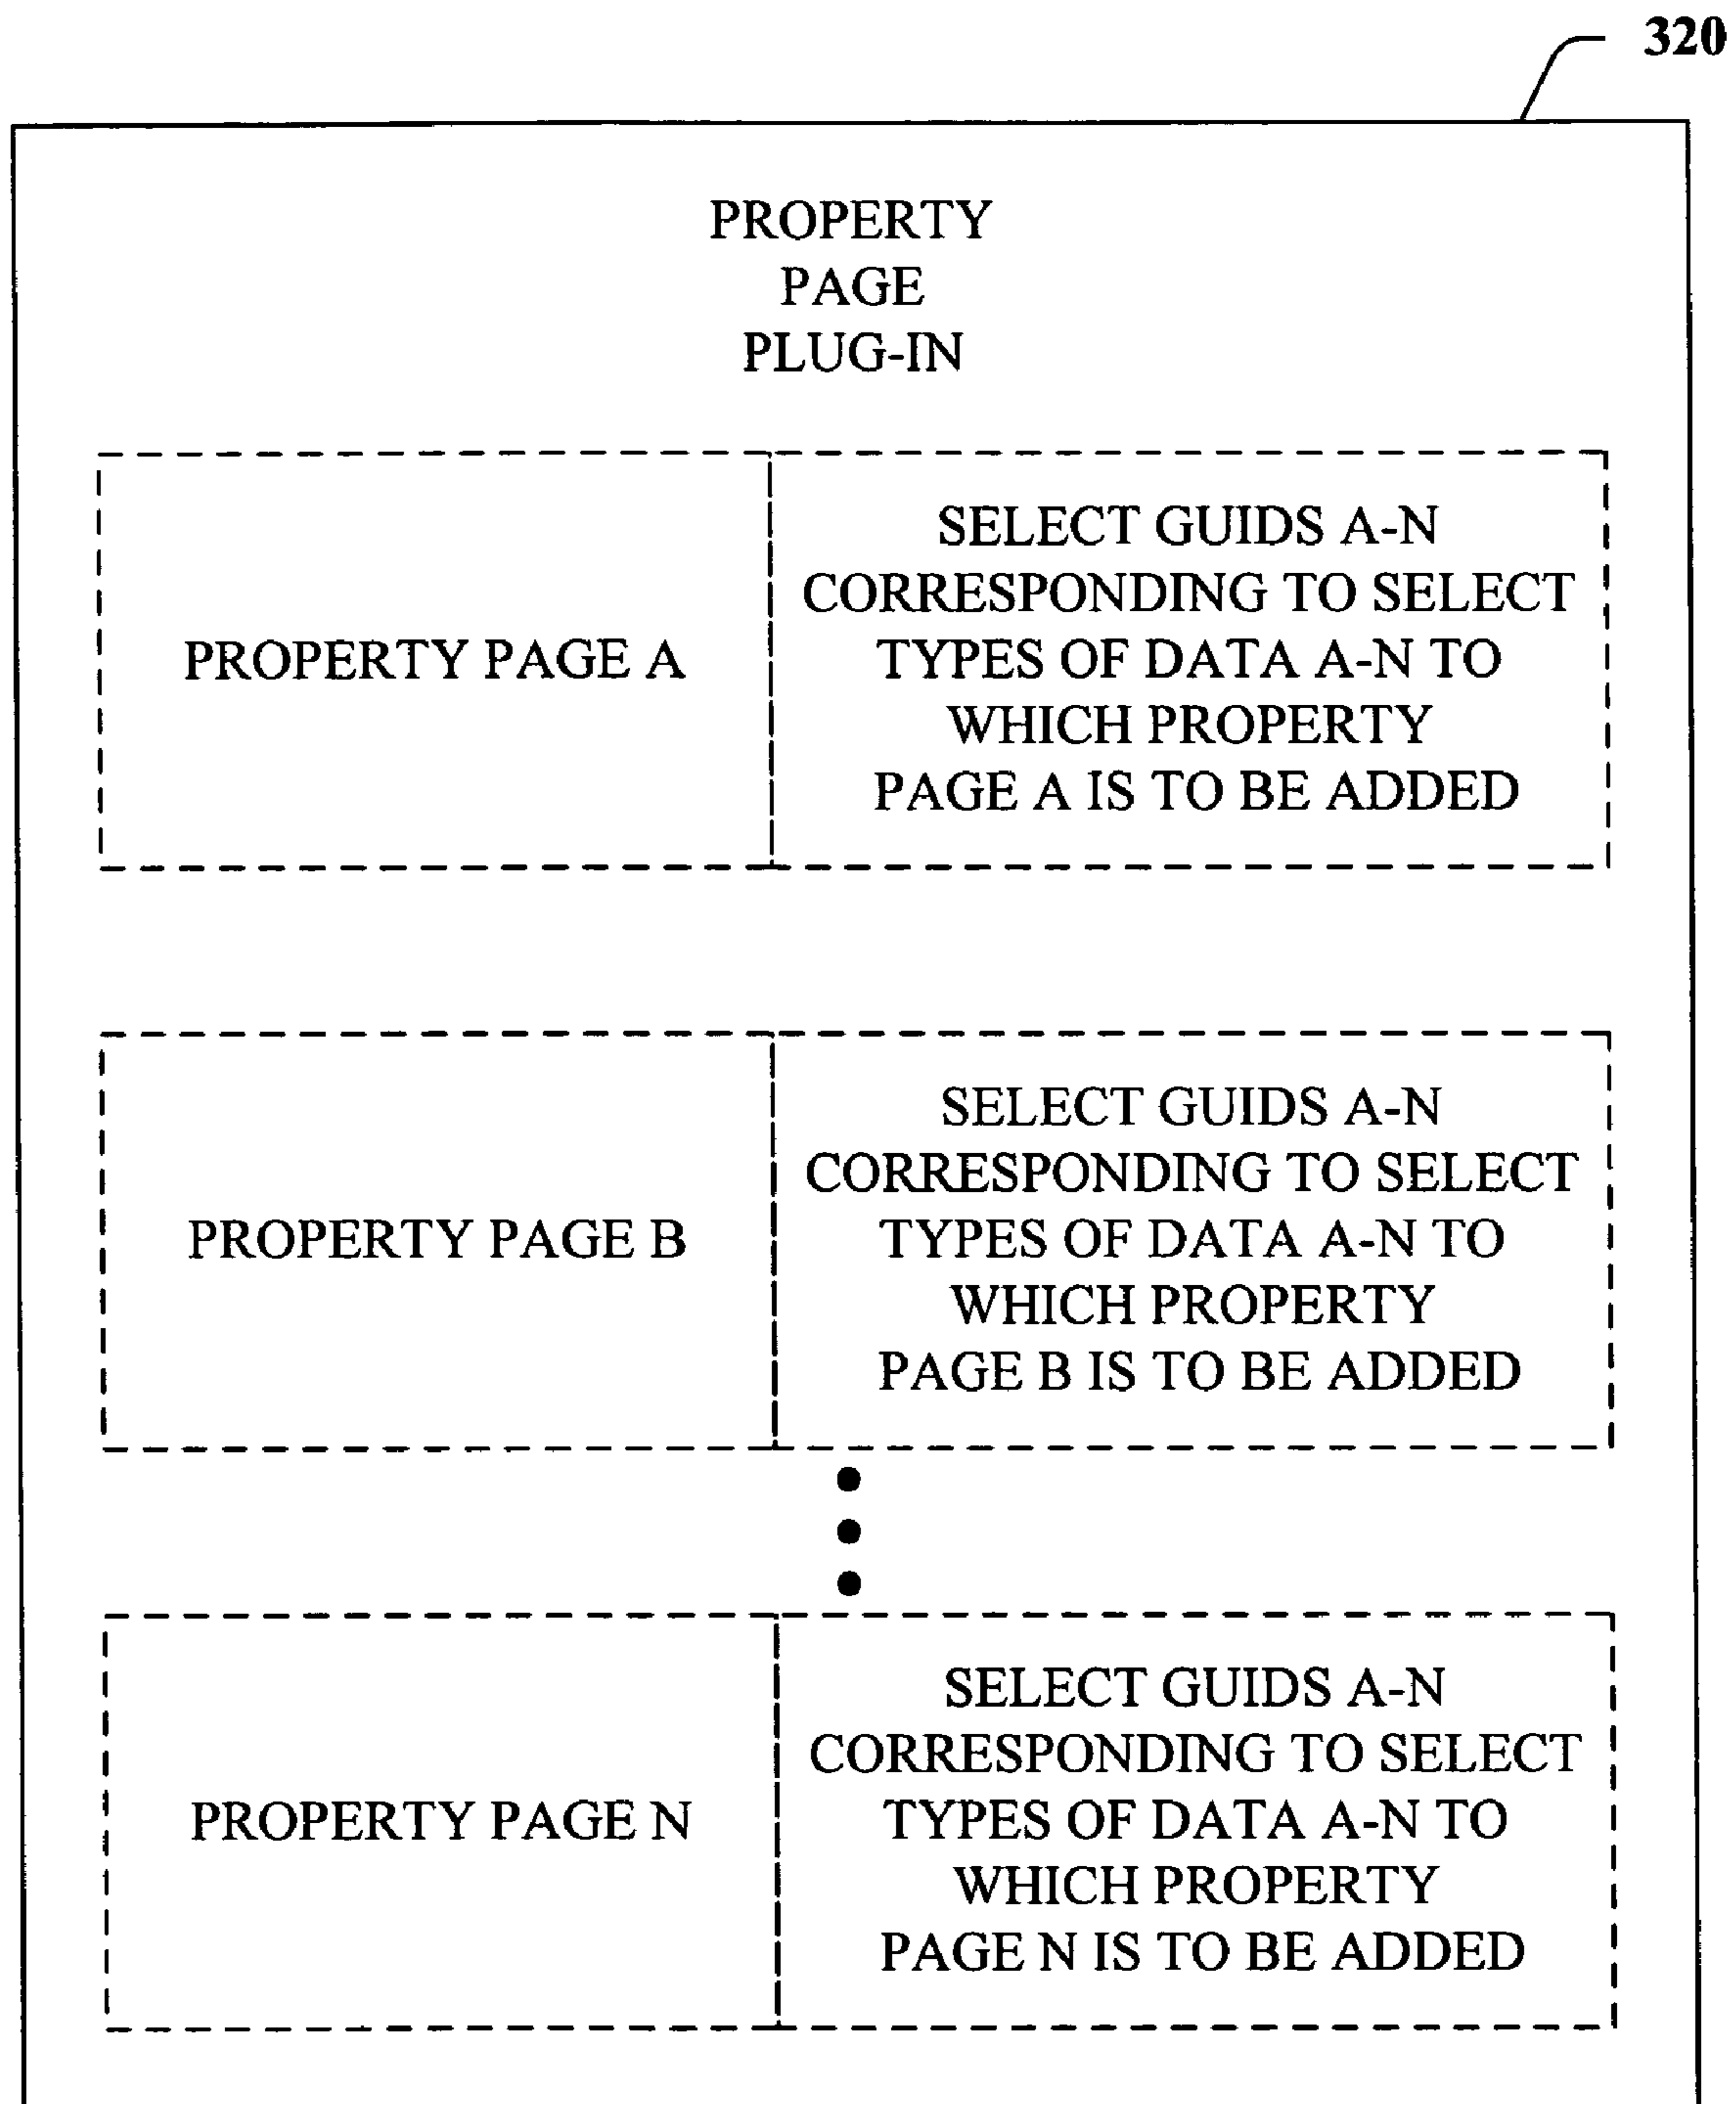 320
PROPERTY
PAGE
PLUG-IN
PROPERTY PAGE A
SELECT GUIDS A-N
CORRESPONDING TO SELECT
TYPES OF DATA A-N TO
WHICH PROPERTY
PAGE A IS TO BE ADDED
PROPERTY PAGE B
SELECT GUIDS A-N
CORRESPONDING TO SELECT
TYPES OF DATA A-N TO
WHICH PROPERTY
PAGE B IS TO BE ADDED
PROPERTY PAGE N
SELECT GUIDS A-N
CORRESPONDING TO SELECT
TYPES OF DATA A-N TO
WHICH PROPERTY
PAGE N IS TO BE ADDED